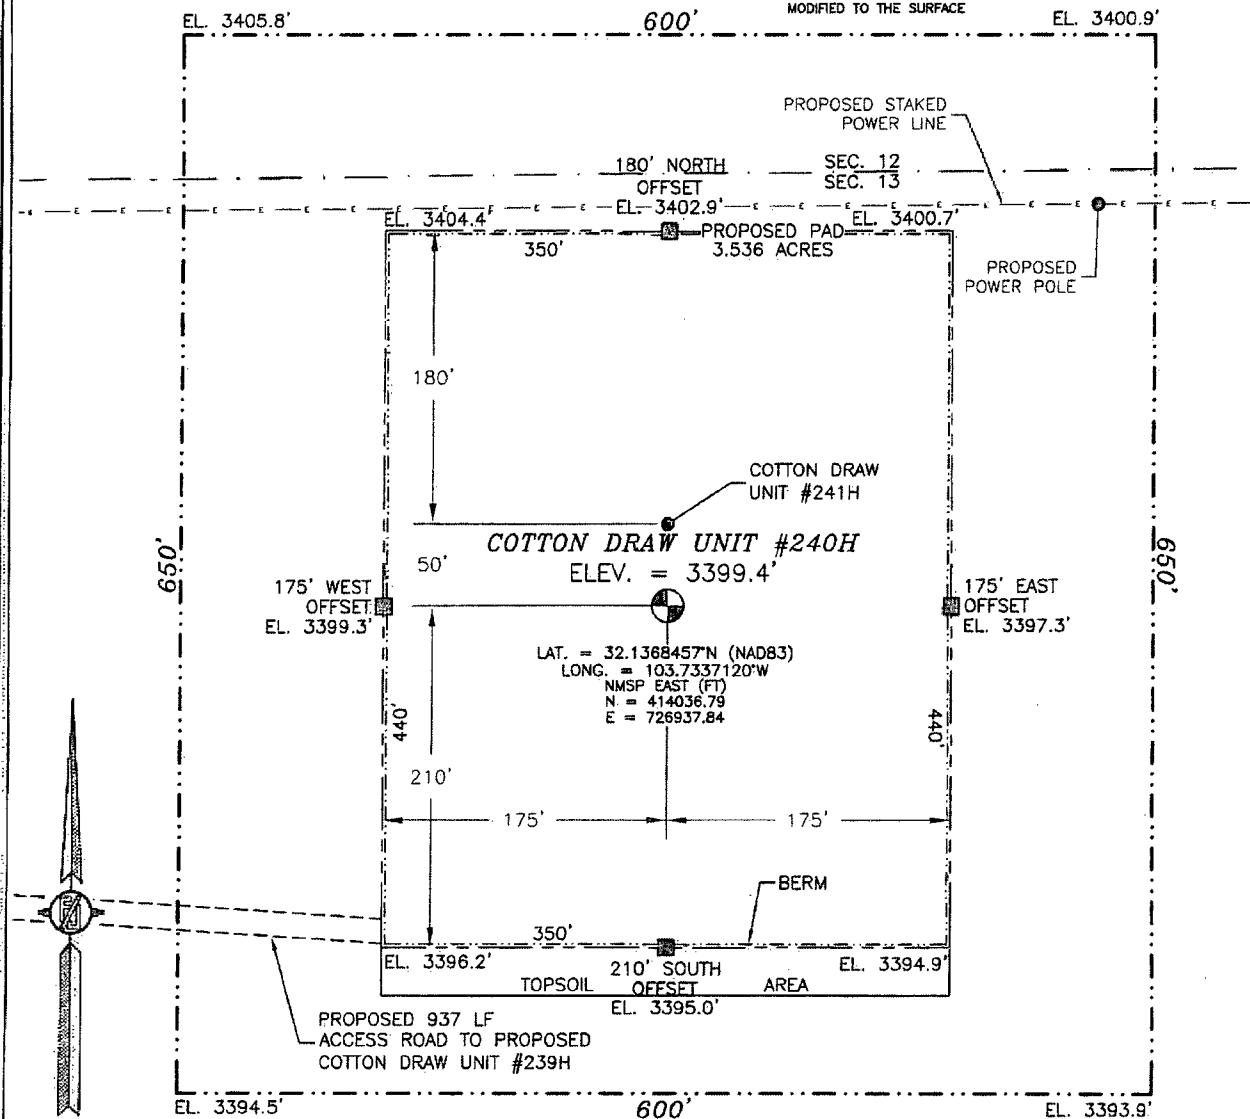 MODIFIED TO THE SURFACE
EL. 3405.8'
600'
EL. 3400.9'
PROPOSED STAKED
POWER LINE
180' NORTH
OFFSET
EL. 3402.9'
SEC. 12
SEC. 13
EL. 3404.4'
EL. 3400.7'
350'
PROPOSED PAD
3.536 ACRES
PROPOSED
POWER POLE
180'
COTTON DRAW
UNIT #241H
COTTON DRAW UNIT #240H
ELEV. = 3399.4'
50'
650'
650'
175' WEST
OFFSET
EL. 3399.3'
175' EAST
OFFSET
EL. 3397.3'
LAT. = 32.1368457°N (NAD83)
LONG. = 103.7337120°W
NMSP EAST (FT)
N = 414036.79
E = 726937.84
440'
440'
210'
175'
175'
BERM
350'
EL. 3396.2'
210' SOUTH
OFFSET
EL. 3395.0'
EL. 3394.9'
TOPSOIL AREA
PROPOSED 937 LF
ACCESS ROAD TO PROPOSED
COTTON DRAW UNIT #239H
EL. 3394.5'
600'
EL. 3393.9'